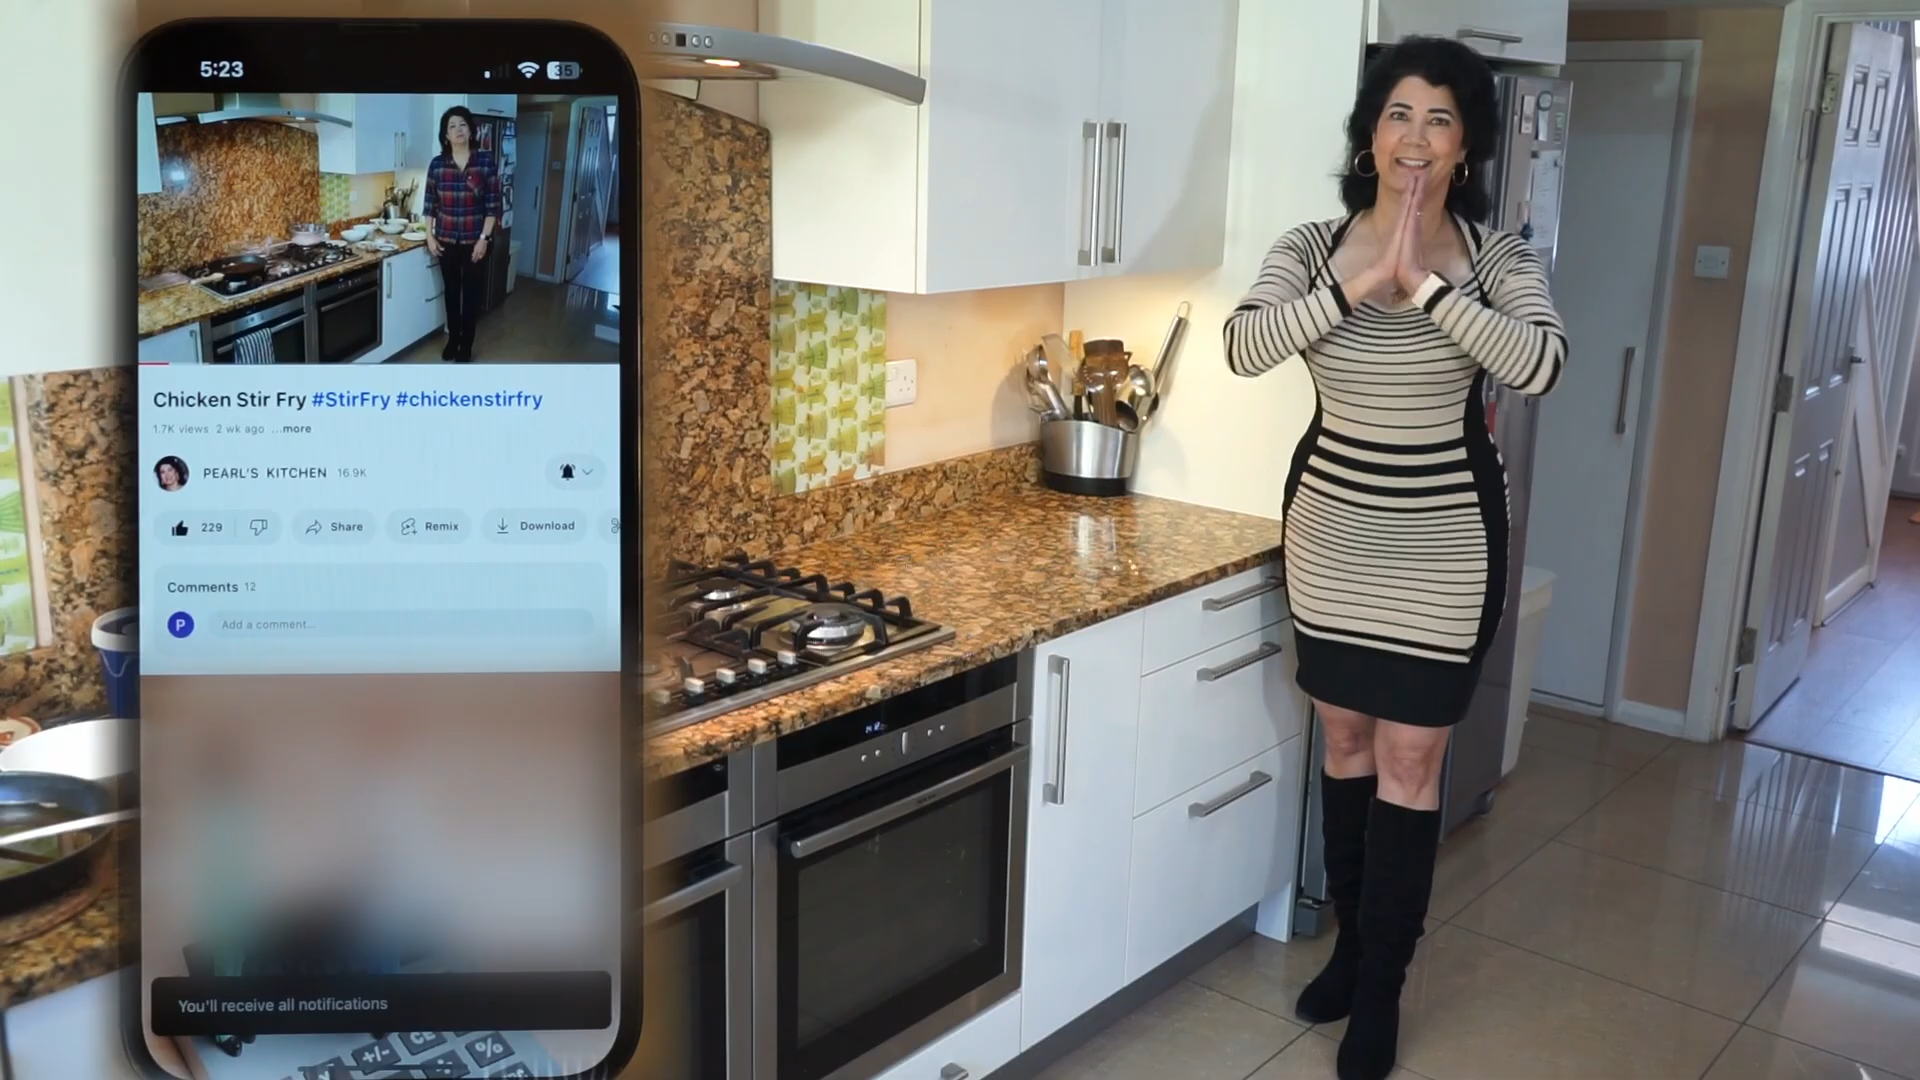 5:23
35
Chicken Stir Fry #StirFry #chickenstirfry
1.7K views 2 wk ago ...more
PEARL'S KITCHEN 16.9K
229
Share
Remix
Download
Comments 12
P
Add a comment...
You'll receive all notifications
+/-
CE
%